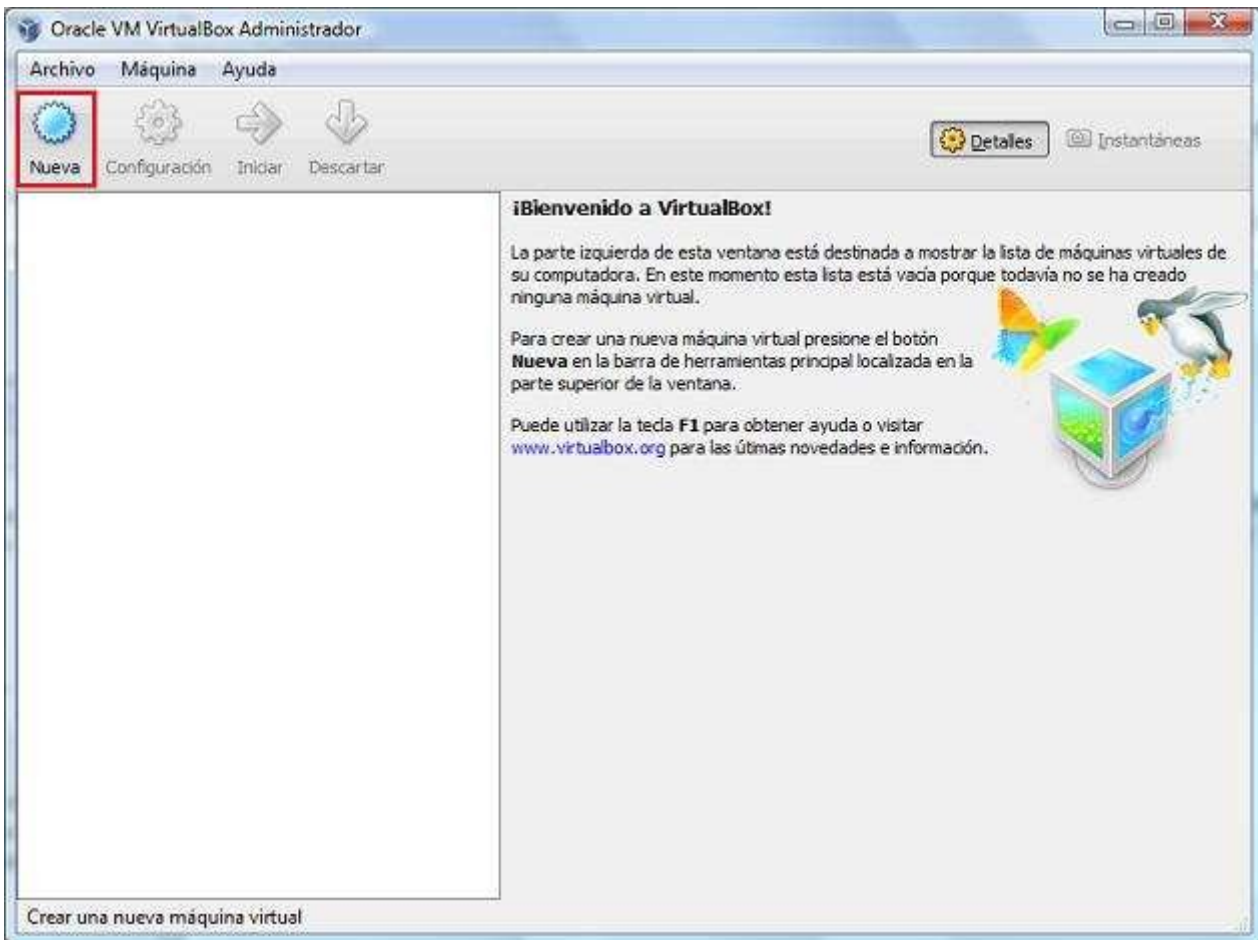 Oracle VM VirtualBox Administrador
Archivo Máquina Ayuda
Nueva Configuración Iniciar Descartar
Detalles Instantáneas
¡Bienvenido a VirtualBox!
La parte izquierda de esta ventana está destinada a mostrar la lista de máquinas virtuales de
su computadora. En este momento esta lista está vacía porque todavía no se ha creado
ninguna máquina virtual.
Para crear una nueva máquina virtual presione el botón
Nueva en la barra de herramientas principal localizada en la
parte superior de la ventana.
Puede utilizar la tecla F1 para obtener ayuda o visitar
www.virtualbox.org para las útimas novedades e información.
Crear una nueva máquina virtual